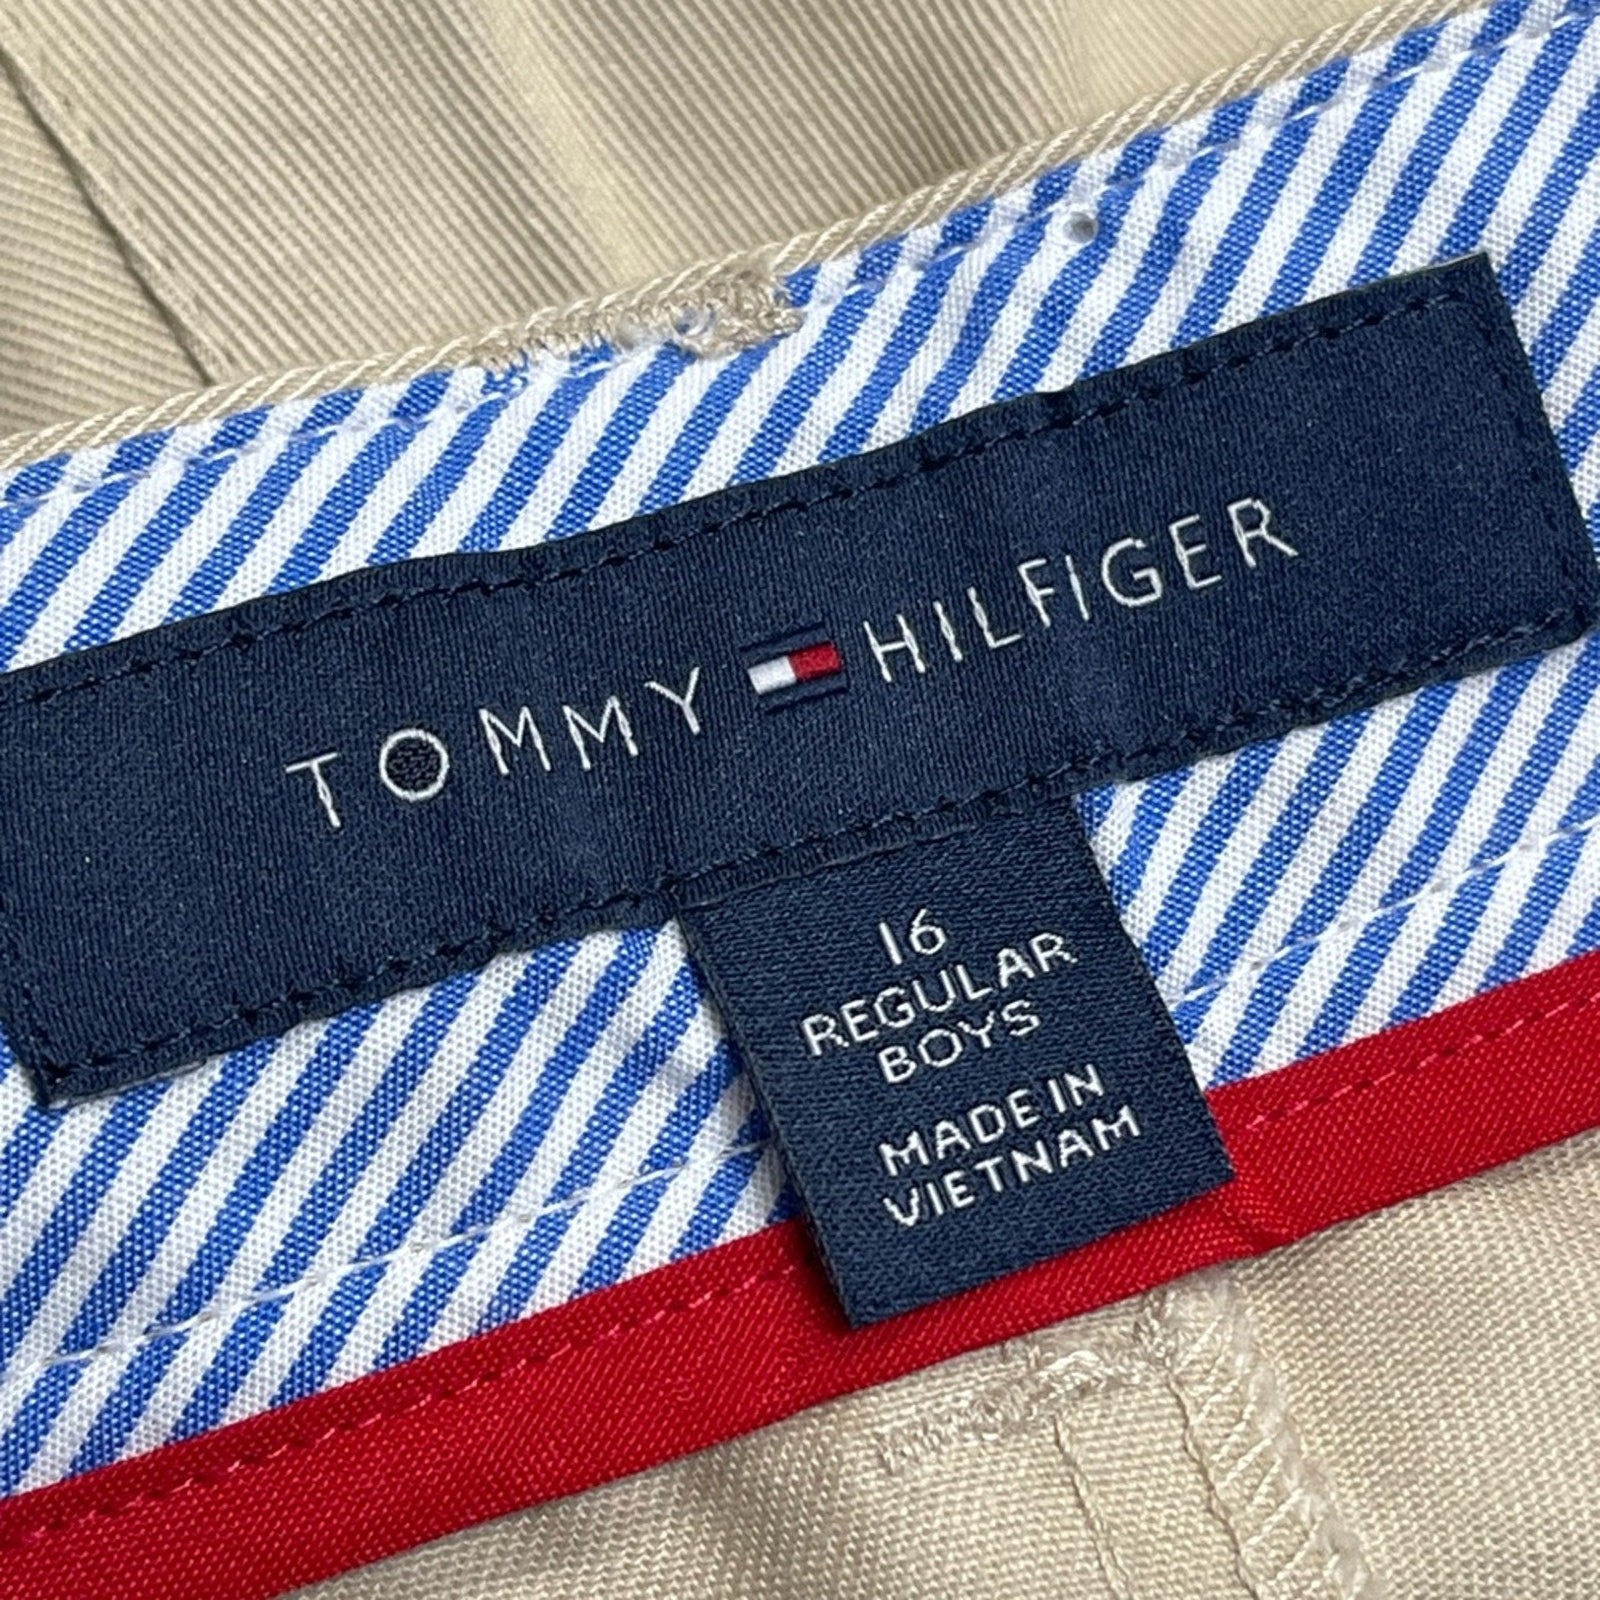 TOMMY HILFIGER
16
REGULAR
BOYS
MADE IN
VIETNAM